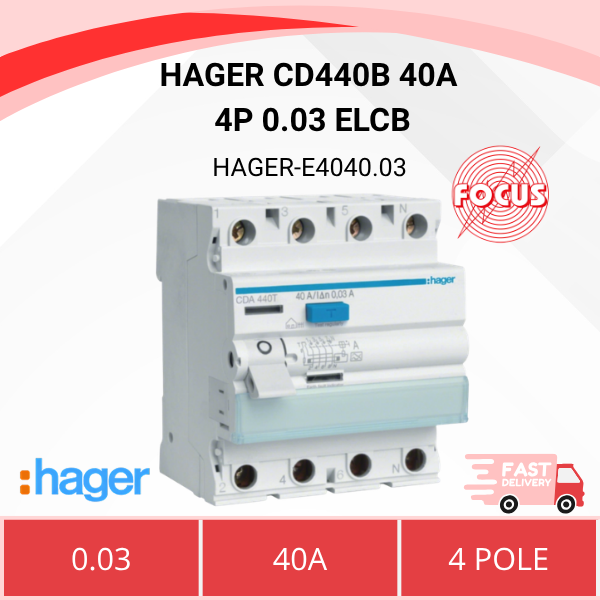 HAGER CD440B 40A
4P 0.03 ELCB
HAGER-E4040.03
FOCUS
1 3 5 N
:hager
CDA 440T 40 A/IΔn 0,03 A
O
A
2 4 6 N
:hager
FAST
DELIVERY
0.03 40A 4 POLE